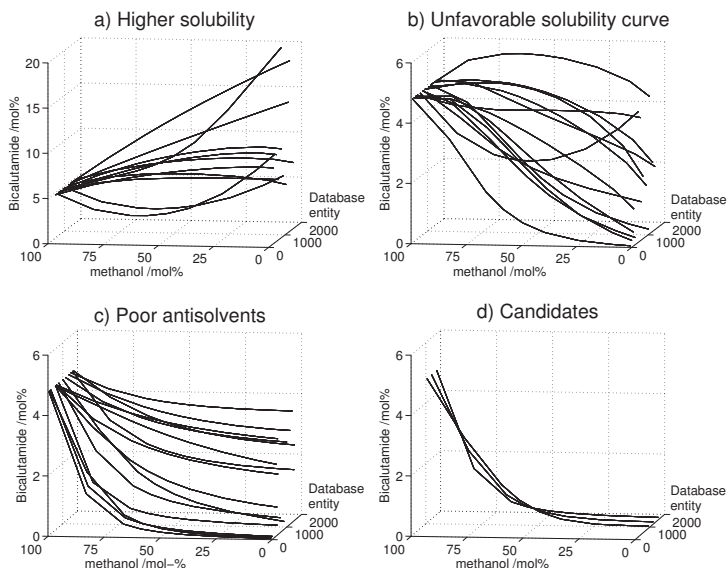 a) Higher solubility
20
15
10
5
0
Bicalutamide /mol%
100
75
50
25
0
methanol /mol%
0
1000
2000
Database
entity
b) Unfavorable solubility curve
6
4
2
0
Bicalutamide /mol%
100
75
50
25
0
methanol /mol%
0
1000
2000
Database
entity
c) Poor antisolvents
6
4
2
0
Bicalutamide /mol%
100
75
50
25
0
methanol /mol−%
0
1000
2000
Database
entity
d) Candidates
6
4
2
0
Bicalutamide /mol%
100
75
50
25
0
methanol /mol%
0
1000
2000
Database
entity